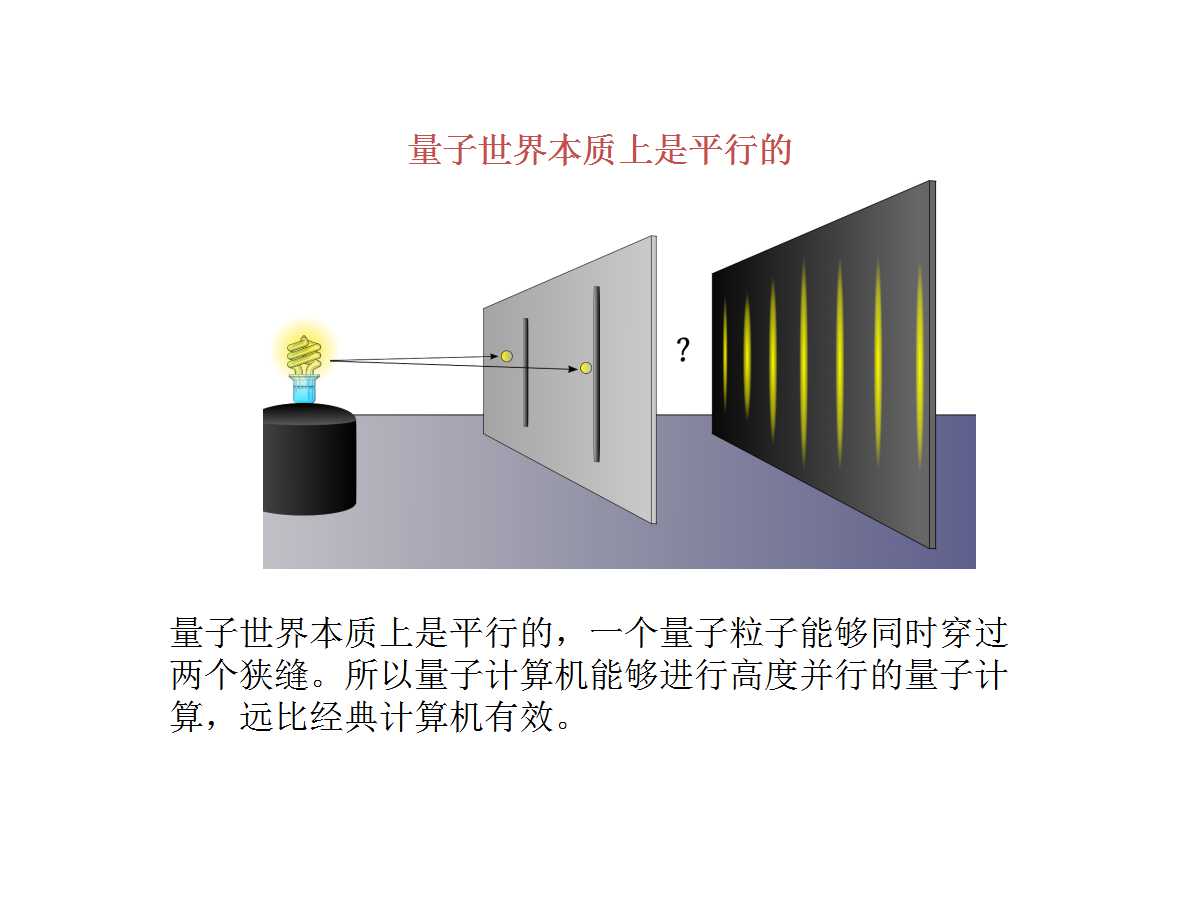 量子世界本质上是平行的
?
量子世界本质上是平行的，一个量子粒子能够同时穿过
两个狭缝。所以量子计算机能够进行高度并行的量子计
算，远比经典计算机有效。